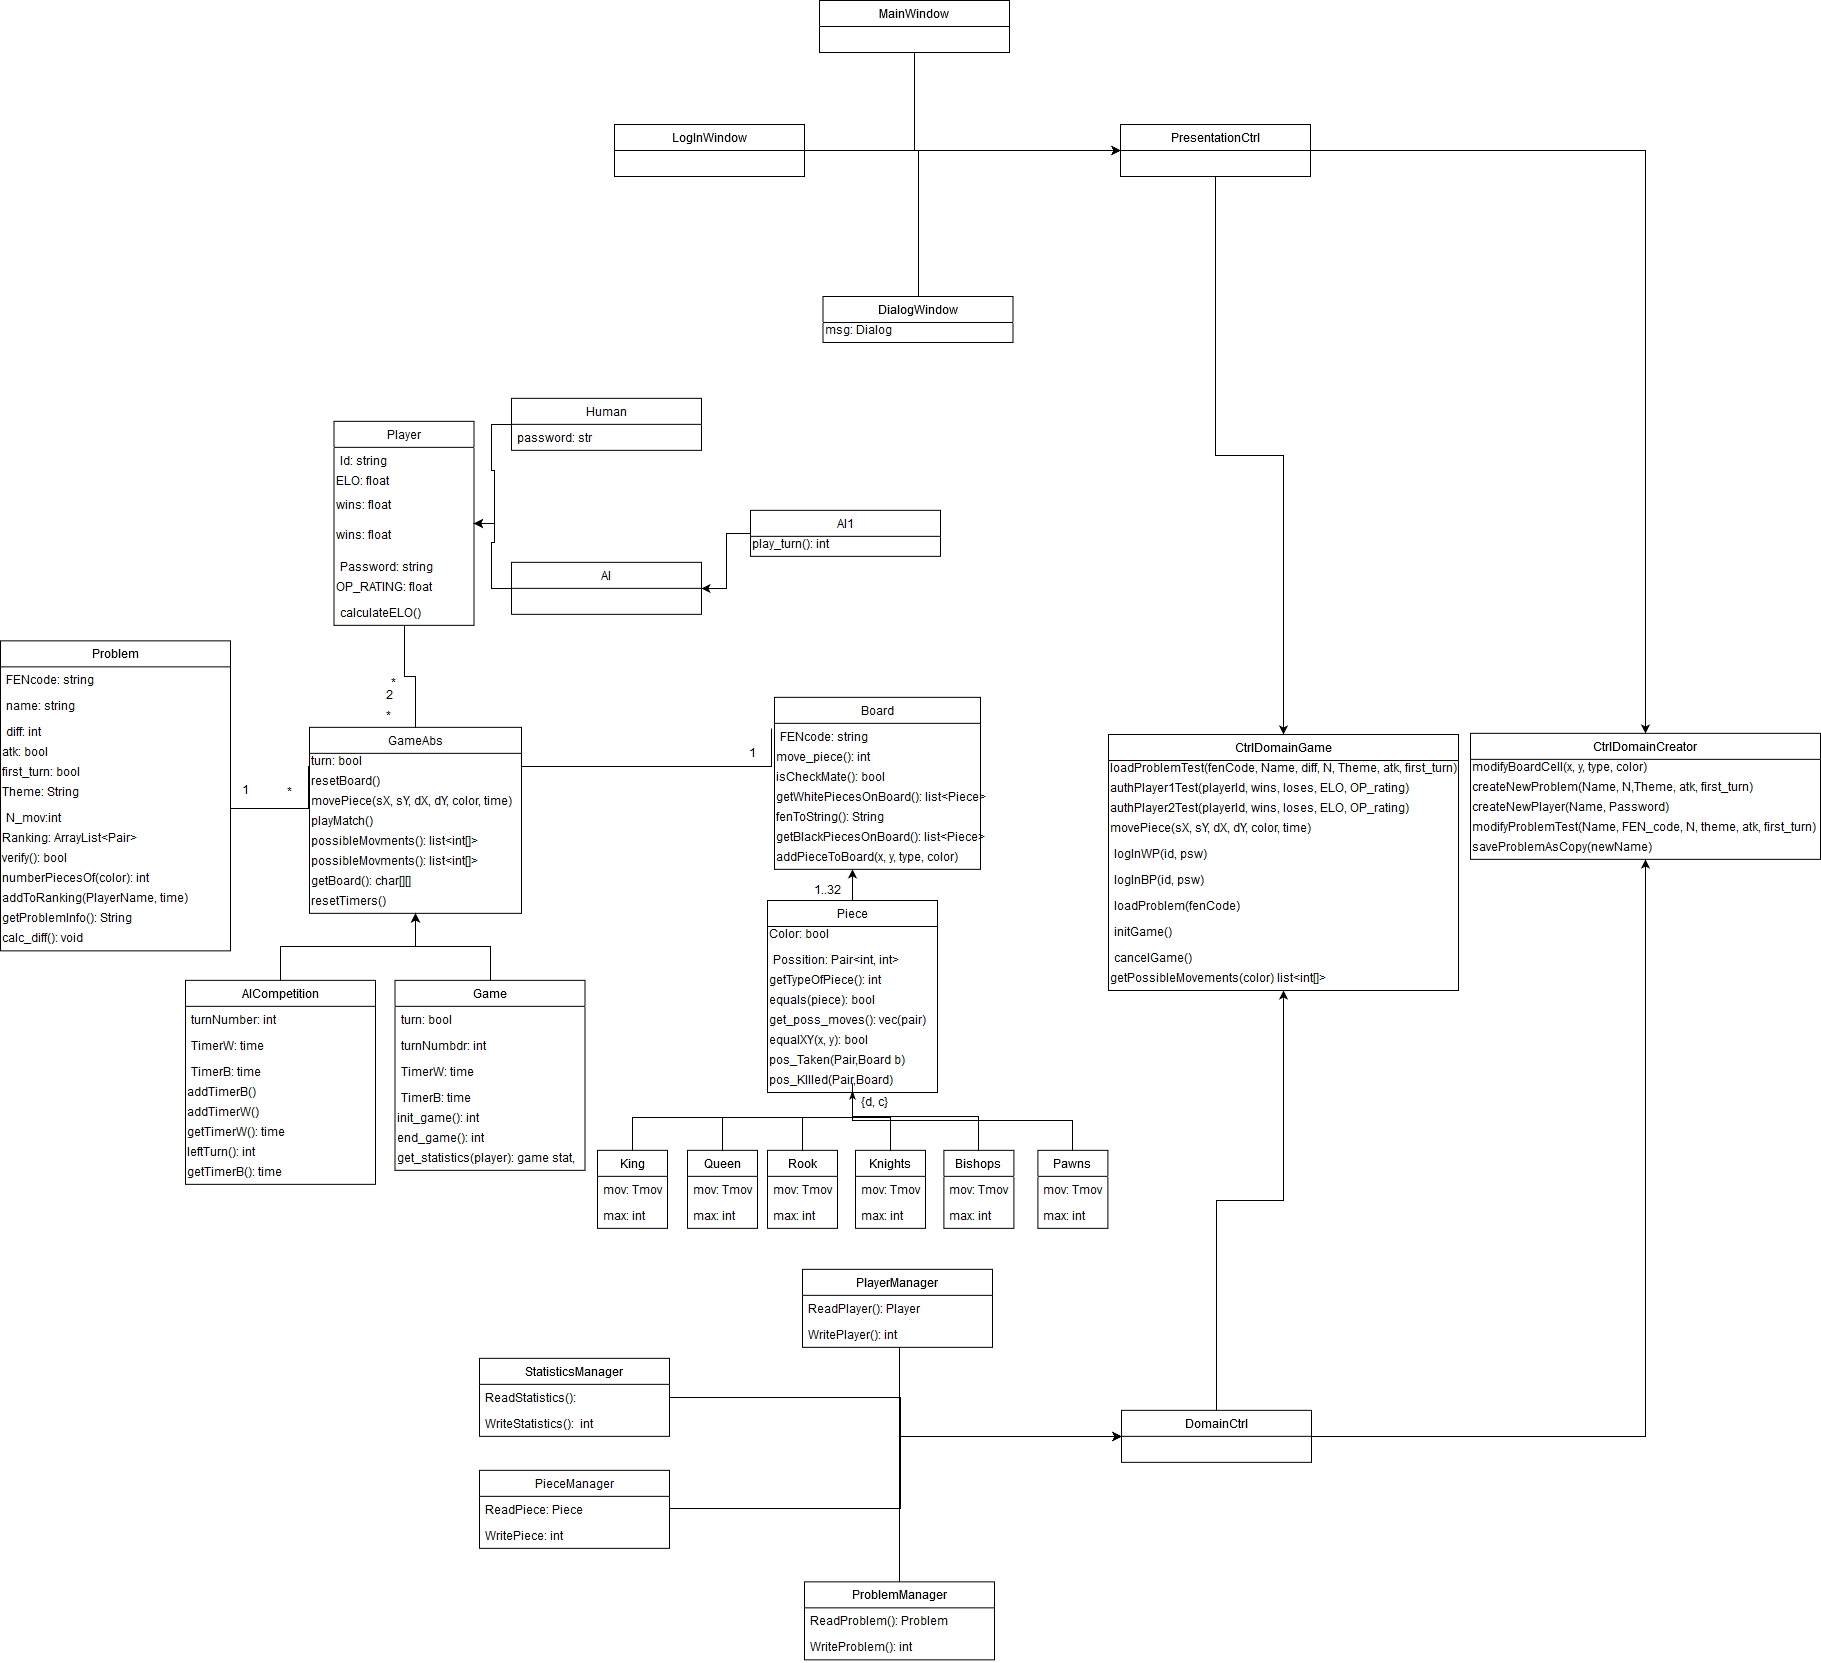 MainWindow
LogInWindow
PresentationCtrl
DialogWindow
msg: Dialog
Human
password: str
Player
Id: string
ELO: float
wins: float
wins: float
Password: string
OP_RATING: float
calculateELO()
AI1
play_turn(): int
AI
Problem
FENcode: string
name: string
diff: int
atk: bool
first_turn: bool
Theme: String
N_mov:int
Ranking: ArrayList<Pair>
verify(): bool
numberPiecesOf(color): int
addToRanking(PlayerName, time)
getProblemInfo(): String
calc_diff(): void
*
2
*
1
*
GameAbs
turn: bool
resetBoard()
movePiece(sX, sY, dX, dY, color, time)
playMatch()
possibleMovments(): list<int[]>
possibleMovments(): list<int[]>
getBoard(): char[][]
resetTimers()
1
Board
FENcode: string
move_piece(): int
isCheckMate(): bool
getWhitePiecesOnBoard(): list<Piece>
fenToString(): String
getBlackPiecesOnBoard(): list<Piece>
addPieceToBoard(x, y, type, color)
1..32
Piece
Color: bool
Possition: Pair<int, int>
getTypeOfPiece(): int
equals(piece): bool
get_poss_moves(): vec(pair)
equalXY(x, y): bool
pos_Taken(Pair,Board b)
pos_KIlled(Pair,Board)
{d, c}
CtrlDomainGame
loadProblemTest(fenCode, Name, diff, N, Theme, atk, first_turn)
authPlayer1Test(playerId, wins, loses, ELO, OP_rating)
authPlayer2Test(playerId, wins, loses, ELO, OP_rating)
movePiece(sX, sY, dX, dY, color, time)
logInWP(id, psw)
logInBP(id, psw)
loadProblem(fenCode)
initGame()
cancelGame()
getPossibleMovements(color) list<int[]>
CtrlDomainCreator
modifyBoardCell(x, y, type, color)
createNewProblem(Name, N,Theme, atk, first_turn)
createNewPlayer(Name, Password)
modifyProblemTest(Name, FEN_code, N, theme, atk, first_turn)
saveProblemAsCopy(newName)
AICompetition
turnNumber: int
TimerW: time
TimerB: time
addTimerB()
addTimerW()
getTimerW(): time
leftTurn(): int
getTimerB(): time
Game
turn: bool
turnNumbdr: int
TimerW: time
TimerB: time
init_game(): int
end_game(): int
get_statistics(player): game stat,
King
mov: Tmov
max: int
Queen
mov: Tmov
max: int
Rook
mov: Tmov
max: int
Knights
mov: Tmov
max: int
Bishops
mov: Tmov
max: int
Pawns
mov: Tmov
max: int
PlayerManager
ReadPlayer(): Player
WritePlayer(): int
StatisticsManager
ReadStatistics():
WriteStatistics(): int
DomainCtrl
PieceManager
ReadPiece: Piece
WritePiece: int
ProblemManager
ReadProblem(): Problem
WriteProblem(): int